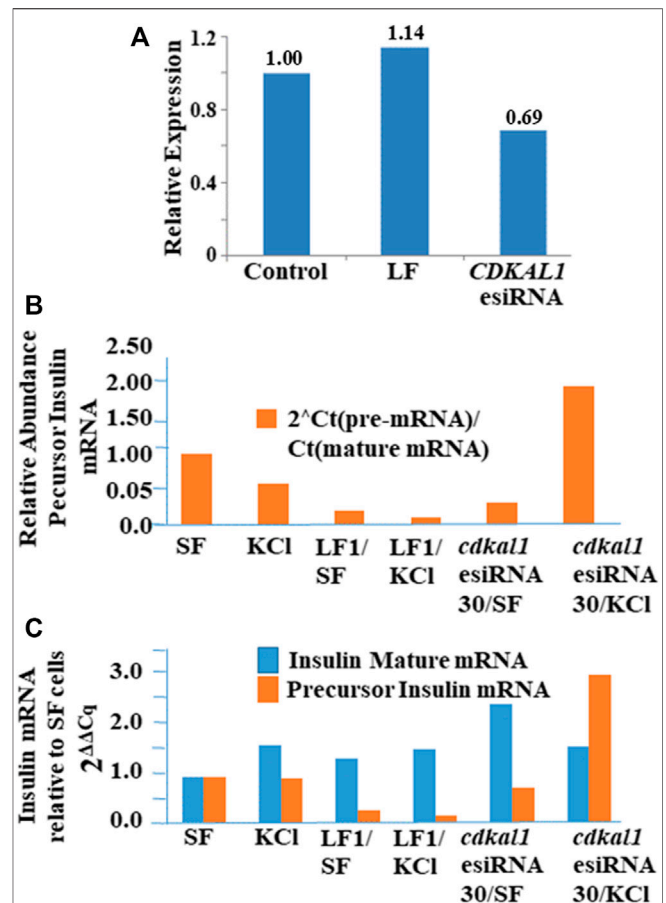 A
Relative Expression
1.2
0.8
0.4
0
1.00
1.14
0.69
Control
LF
CDKAL1
esiRNA
B
Relative Abundance
Pecursor Insulin
mRNA
2.50
2.00
1.50
1.00
0.05
0.0
2^Ct(pre-mRNA)/
Ct(mature mRNA)
SF
KCl
LF1/
SF
LF1/
KCl
cdkal1
esiRNA
30/SF
cdkal1
esiRNA
30/KCl
C
Insulin mRNA
relative to SF cells
2^ΔΔCq
3.0
2.0
1.0
0.0
Insulin Mature mRNA
Precursor Insulin mRNA
SF
KCl
LF1/
SF
LF1/
KCl
cdkal1
esiRNA
30/SF
cdkal1
esiRNA
30/KCl